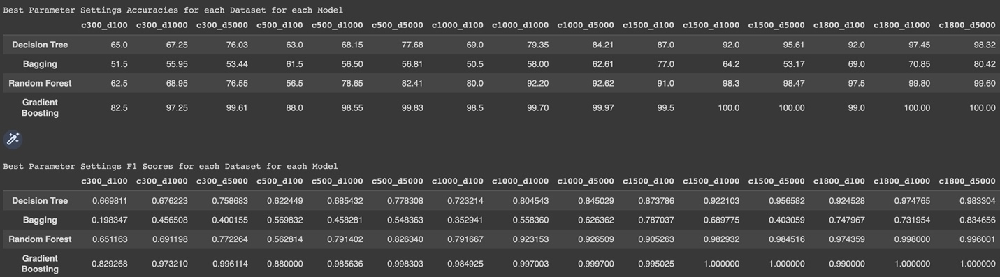 Best Parameter Settings Accuracies for each Dataset for each Model
c300_d100 c300_d1000 c300_d5000 c500_d100 c500_d1000 c500_d5000 c1000_d100 c1000_d1000 c1000_d5000 c1500_d100 c1500_d1000 c1500_d5000 c1800_d100 c1800_d1000 c1800_d5000
Decision Tree 65.0 67.25 76.03 63.0 68.15 77.68 69.0 79.35 84.21 87.0 92.0 95.61 92.0 97.45 98.32
Bagging 51.5 55.95 53.44 61.5 56.50 56.81 50.5 58.00 62.61 77.0 64.2 53.17 69.0 70.85 80.42
Random Forest 62.5 68.95 76.55 56.5 78.65 82.41 80.0 92.20 92.62 91.0 98.3 98.47 97.5 99.80 99.60
Gradient
Boosting 82.5 97.25 99.61 88.0 98.55 99.83 98.5 99.70 99.97 99.5 100.0 100.00 99.0 100.00 100.00
Best Parameter Settings F1 Scores for each Dataset for each Model
c300_d100 c300_d1000 c300_d5000 c500_d100 c500_d1000 c500_d5000 c1000_d100 c1000_d1000 c1000_d5000 c1500_d100 c1500_d1000 c1500_d5000 c1800_d100 c1800_d1000 c1800_d5000
Decision Tree 0.669811 0.676223 0.758683 0.622449 0.685432 0.778308 0.723214 0.804543 0.845029 0.873786 0.922103 0.956582 0.924528 0.974765 0.983304
Bagging 0.198347 0.456508 0.400155 0.569832 0.458281 0.548363 0.352941 0.558360 0.626362 0.787037 0.689775 0.403059 0.747967 0.731954 0.834656
Random Forest 0.651163 0.691198 0.772264 0.562814 0.791402 0.826340 0.791667 0.923153 0.926509 0.905263 0.982932 0.984516 0.974359 0.998000 0.996001
Gradient
Boosting 0.829268 0.973210 0.996114 0.880000 0.985636 0.998303 0.984925 0.997003 0.999700 0.995025 1.000000 1.000000 0.990000 1.000000 1.000000